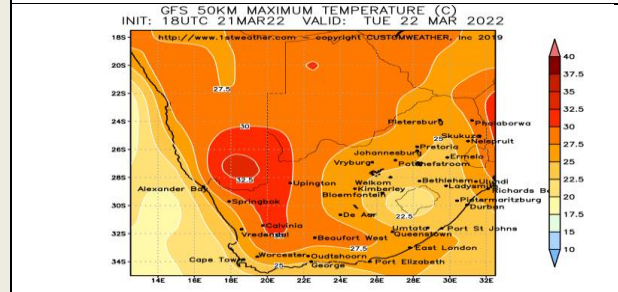 GFS 50KM MAXIMUM TEMPERATURE (C)
INIT: 18UTC 21MAR22 VALID: TUE 22 MAR 2022
http://www.1stweather.com copyright CUSTOMWEATHER, Inc 2019
18S
20S
22S
24S
26S
28S
30S
32S
34S
14E 16E 18E 20E 22E 24E 26E 28E 30E 32E
40
37.5
35
32.5
30
27.5
25
22.5
20
17.5
15
10
27.5
30
32.5
25
22.5
27.5
25
Pietersburg
Phalaborwa
Skukuza
Nelspruit
Pretoria
Johannesburg
Ermelo
Vryburg
Potchefstroom
Welkom
Bethlehem
Ulundi
Kimberley
Ladysmith
Richards B
Bloemfontein
Upington
Alexander Bay
Springbok
Pietermaritzburg
Durban
De Aar
Calvinia
Vredendal
Beaufort West
Umtata
Port St Johns
Queenstown
East London
Worcester
Oudtshoorn
Cape Town
George
Port Elizabeth